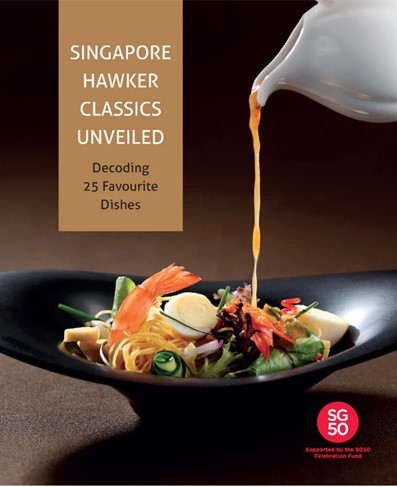 SINGAPORE
HAWKER
CLASSICS
UNVEILED
Decoding
25 Favourite
Dishes
SG
50
Supported by the SG50
Celebration Fund